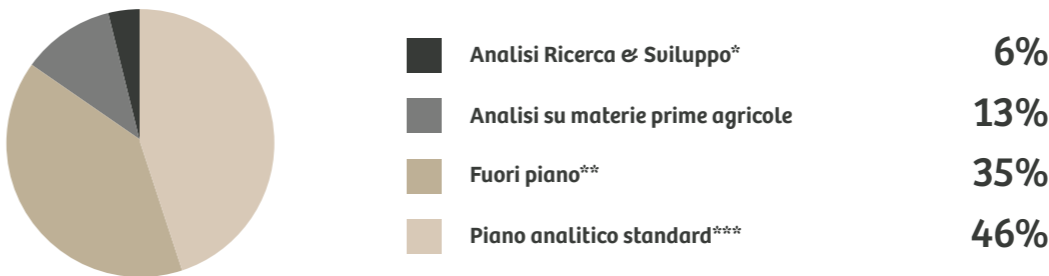 Analisi Ricerca & Sviluppo* 6%
Analisi su materie prime agricole 13%
Fuori piano** 35%
Piano analitico standard*** 46%